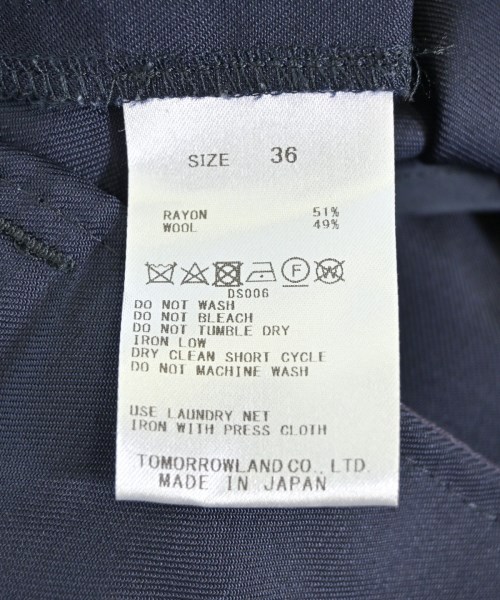 SIZE 36
RAYON 51%
WOOL 49%
F W
DS006
DO NOT WASH
DO NOT BLEACH
DO NOT TUMBLE DRY
IRON LOW
DRY CLEAN SHORT CYCLE
DO NOT MACHINE WASH
USE LAUNDRY NET
IRON WITH PRESS CLOTH
TOMORROWLAND CO., LTD.
MADE IN JAPAN